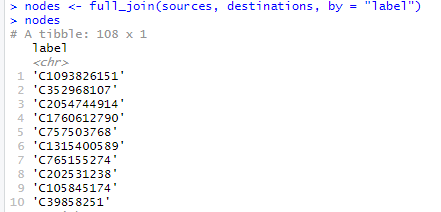 > nodes <- full_join(sources, destinations, by = "label")
> nodes
# A tibble: 108 x 1
label
<chr>
1 'C1093826151'
2 'C352968107'
3 'C2054744914'
4 'C1760612790'
5 'C757503768'
6 'C1315400589'
7 'C765155274'
8 'C202531238'
9 'C105845174'
10 'C39858251'